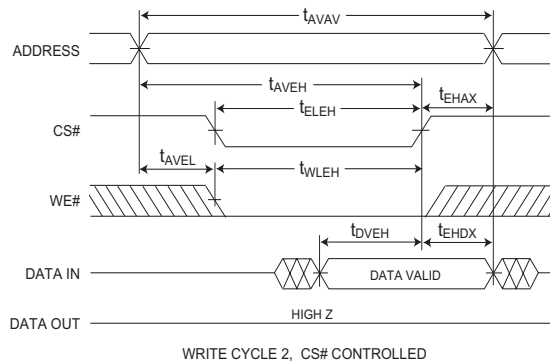 tAVAV
ADDRESS
tAVEH
tELEH
tEHAX
CS#
tAVEL
tWLEH
WE#
tDVEH
tEHDX
DATA IN
DATA VALID
HIGH Z
DATA OUT
WRITE CYCLE 2, CS# CONTROLLED